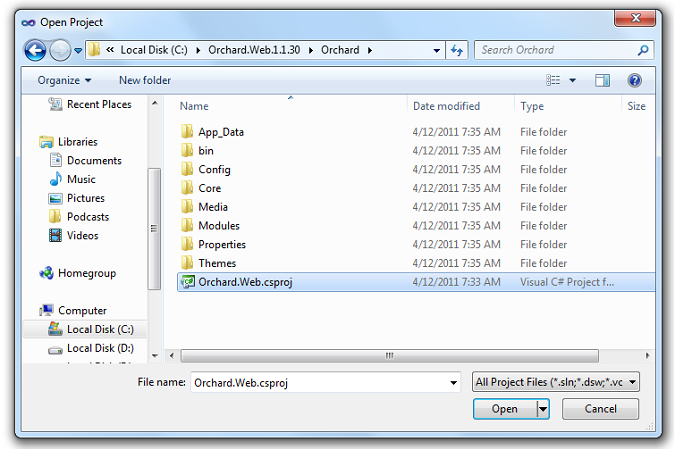 Open Project
« Local Disk (C:) ▸ Orchard.Web.1.1.30 ▸ Orchard ▸
Search Orchard
Organize
New folder
Recent Places
Libraries
Documents
Music
Pictures
Podcasts
Videos
Homegroup
Computer
Local Disk (C:)
Local Disk (D:)
Name Date modified Type Size
App_Data 4/12/2011 7:35 AM File folder
bin 4/12/2011 7:35 AM File folder
Config 4/12/2011 7:35 AM File folder
Core 4/12/2011 7:35 AM File folder
Media 4/12/2011 7:35 AM File folder
Modules 4/12/2011 7:35 AM File folder
Properties 4/12/2011 7:35 AM File folder
Themes 4/12/2011 7:35 AM File folder
Orchard.Web.csproj 4/12/2011 7:33 AM Visual C# Project f...
File name: Orchard.Web.csproj
All Project Files (*.sln;*.dsw;*.vc
Open
Cancel